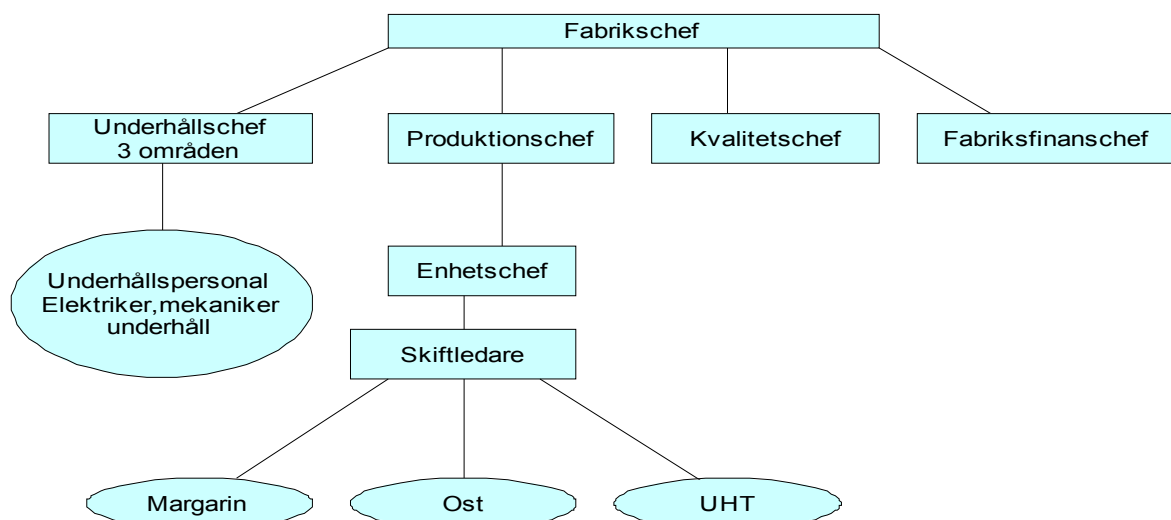 Fabrikschef
Underhållschef
3 områden
Produktionschef
Kvalitetschef
Fabriksfinanschef
Underhållspersonal
Elektriker,mekaniker
underhåll
Enhetschef
Skiftledare
Margarin
Ost
UHT